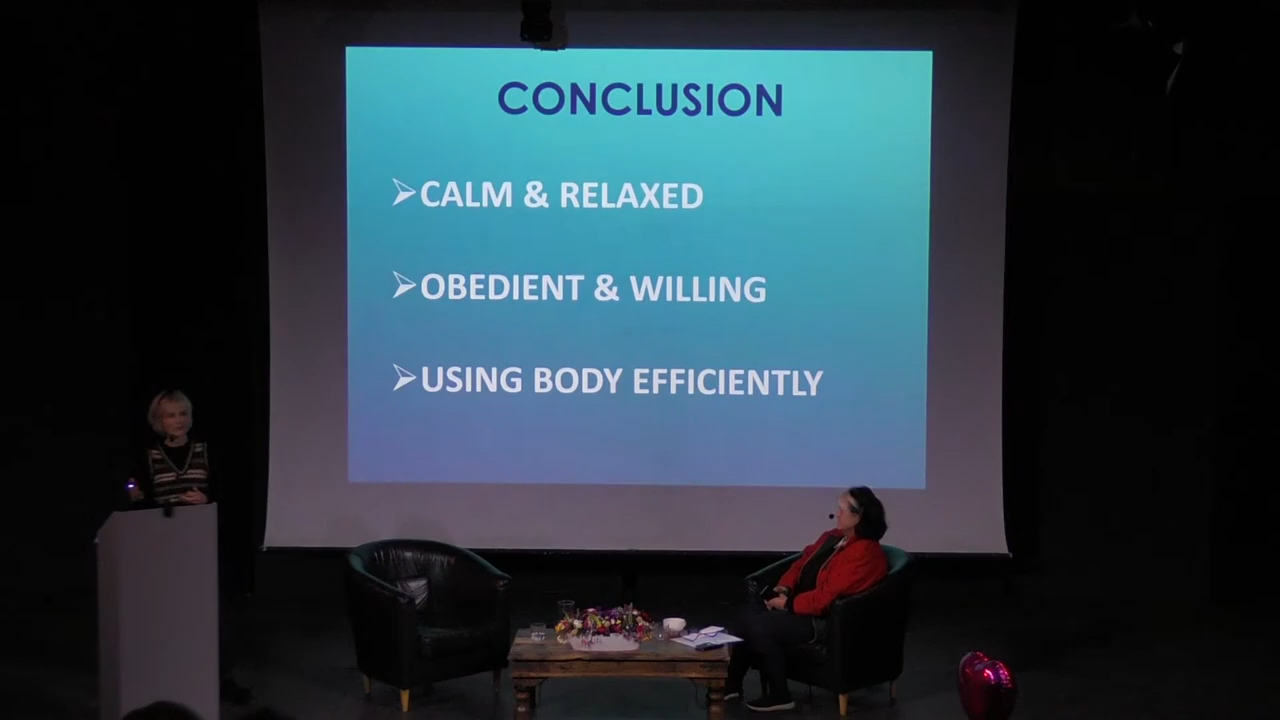 CONCLUSION
CALM & RELAXED
OBEDIENT & WILLING
USING BODY EFFICIENTLY